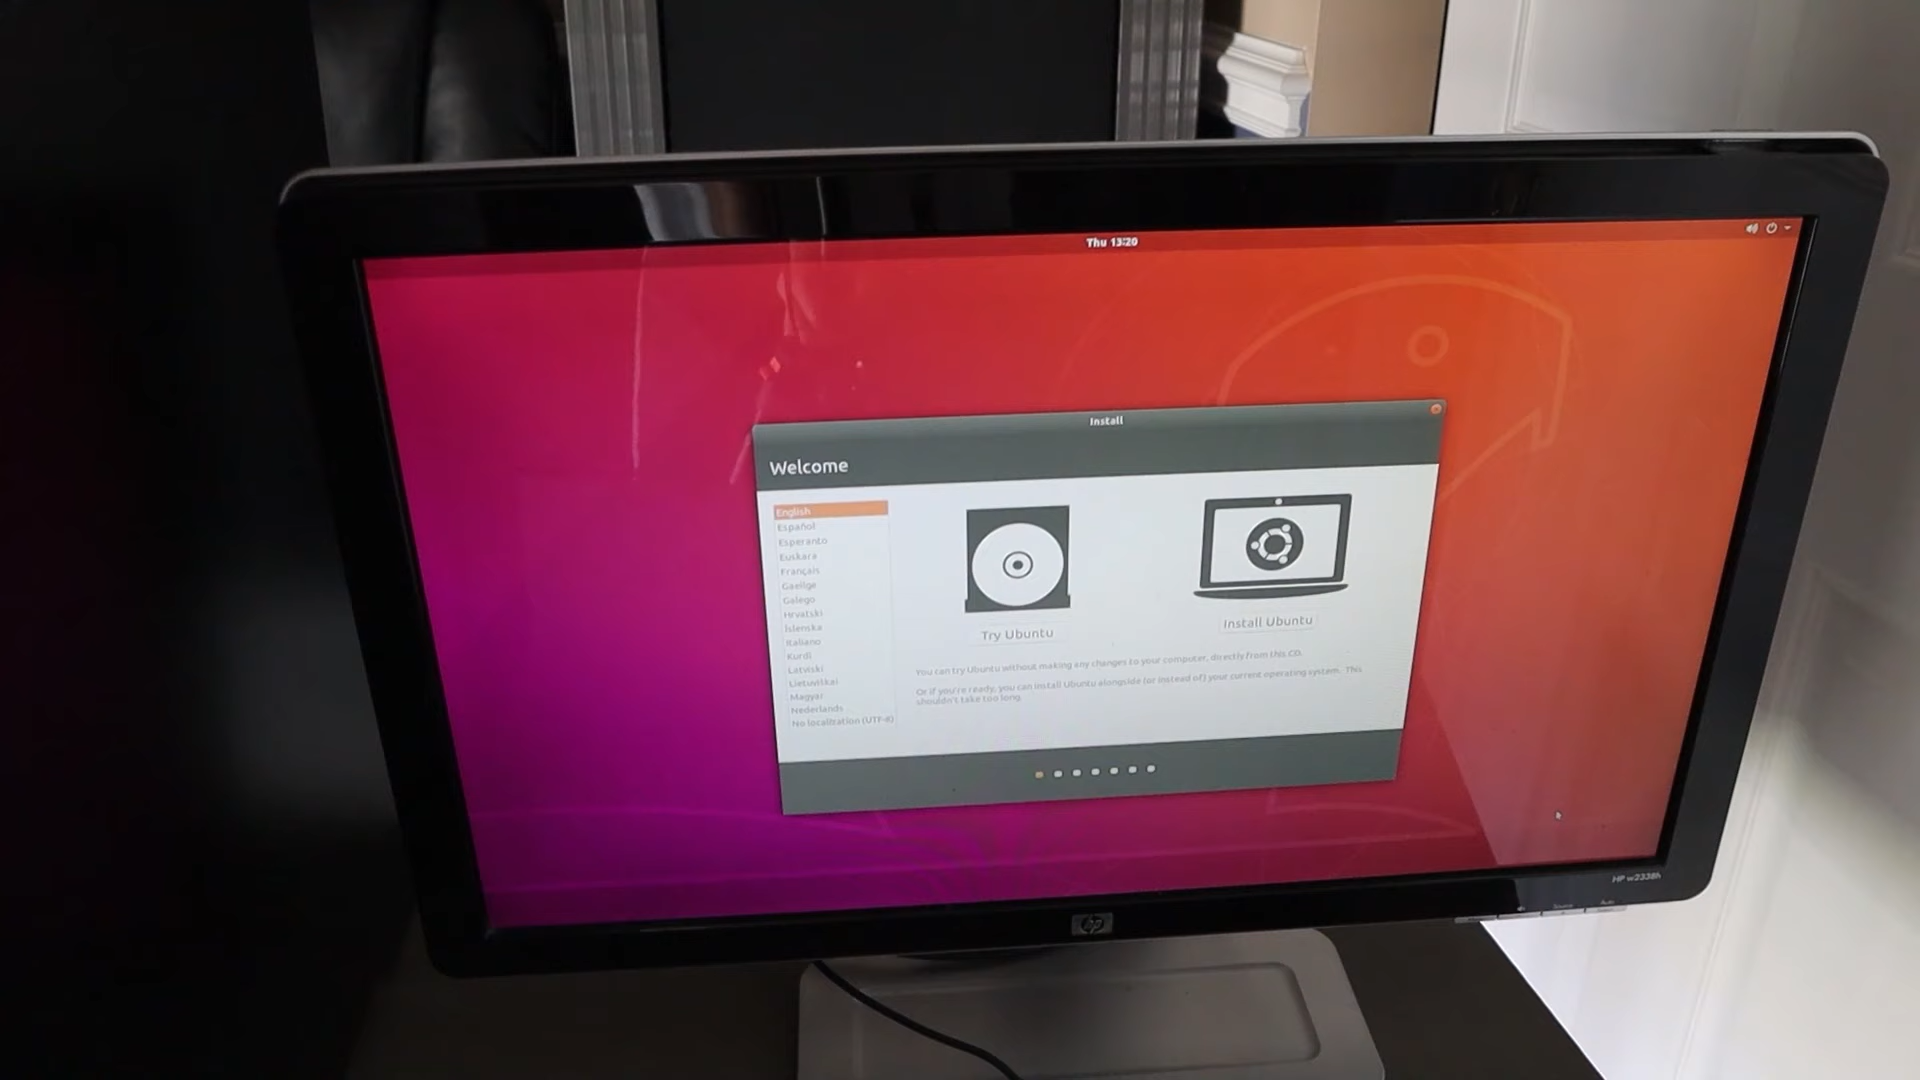 Thu 13:20
Install
Welcome
English
Español
Esperanto
Euskara
Français
Gaeilge
Galego
Hrvatski
Íslenska
Italiano
Kurdî
Latviski
Lietuviškai
Magyar
Nederlands
No localization (UTF-8)
Try Ubuntu
Install Ubuntu
You can try Ubuntu without making any changes to your computer, directly from this CD.
Or if you're ready, you can install Ubuntu alongside (or instead of) your current operating system. This
shouldn't take too long.
HP w2338h
Source
Auto
hp